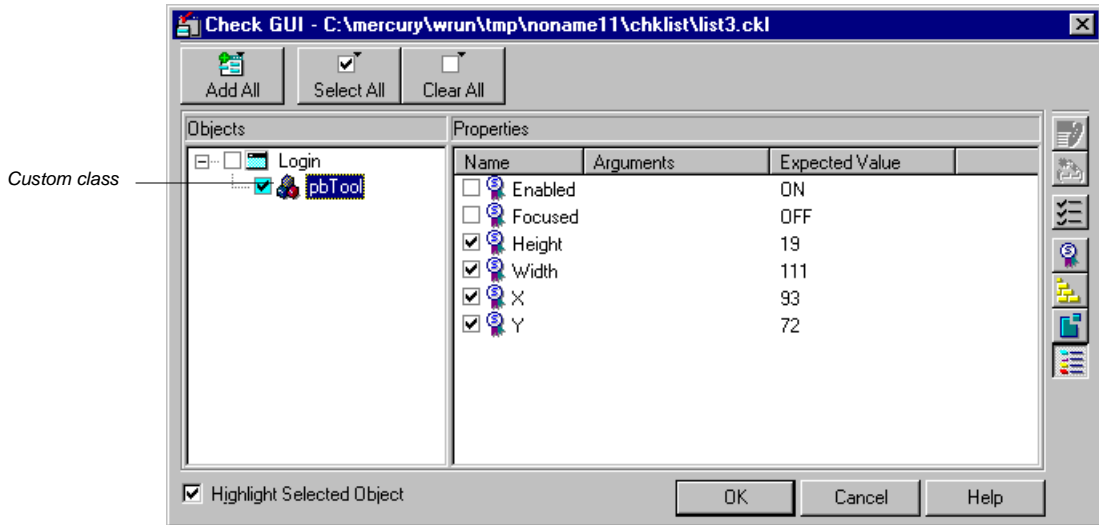 Check GUI - C:\mercury\wrun\tmp\noname11\chklist\list3.ckl
Add All Select All Clear All
Objects Properties
Login
Custom class
pbTool
Name Arguments Expected Value
Enabled ON
Focused OFF
Height 19
Width 111
X 93
Y 72
Highlight Selected Object
OK Cancel Help